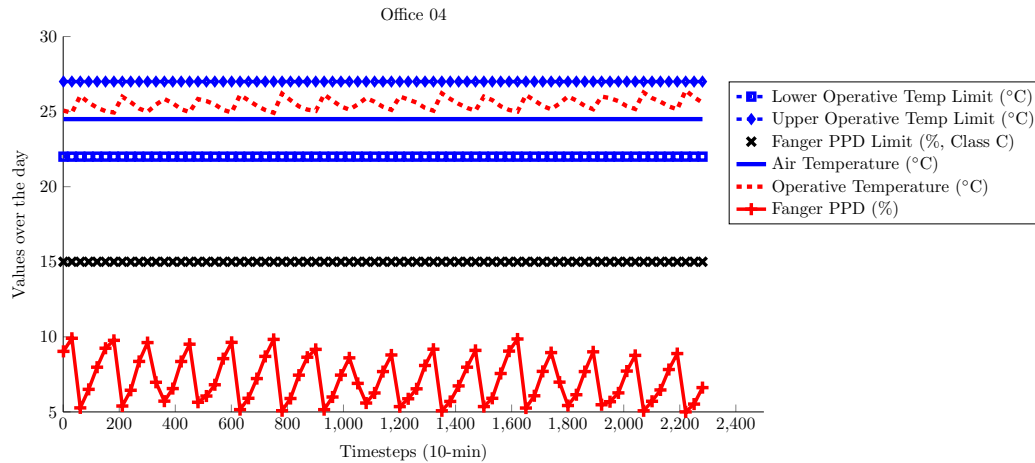 Office 04
30
25
20
15
10
5
Values over the day
0
200
400
600
800
1,000
1,200
1,400
1,600
1,800
2,000
2,200
2,400
Timesteps (10-min)
Lower Operative Temp Limit (°C)
Upper Operative Temp Limit (°C)
Fanger PPD Limit (%, Class C)
Air Temperature (°C)
Operative Temperature (°C)
Fanger PPD (%)